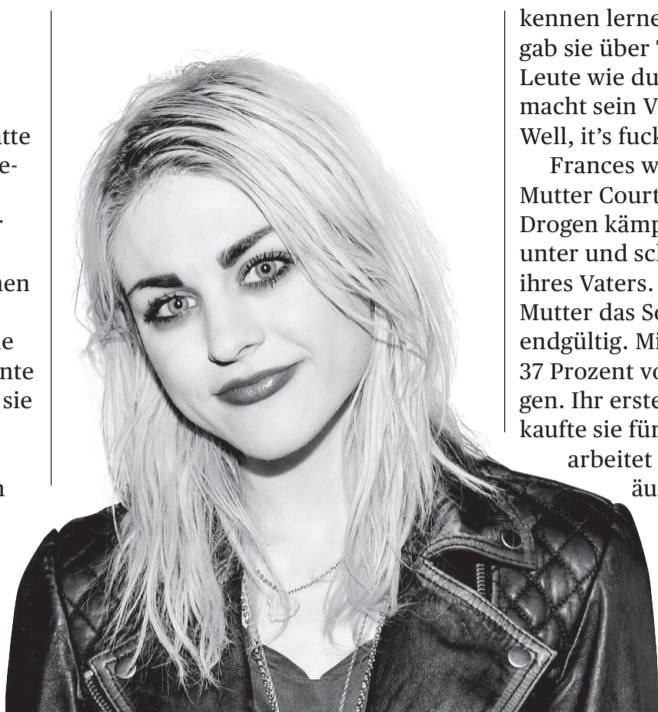 tte
e-
nen
e
nte
sie
n
kennen lerne
gab sie über
Leute wie du
macht sein V
Well, it’s fuck
Frances w
Mutter Court
Drogen kämp
unter und sch
ihres Vaters.
Mutter das So
endgültig. Mi
37 Prozent vo
gen. Ihr erste
kaufte sie für
arbeitet
äu